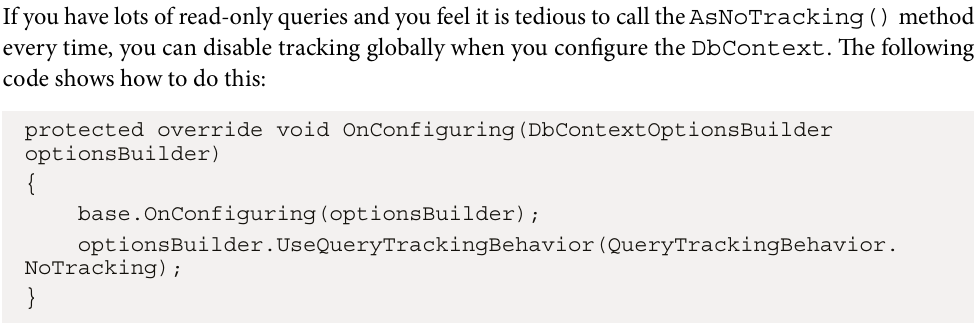 If you have lots of read-only queries and you feel it is tedious to call the AsNoTracking() method
every time, you can disable tracking globally when you configure the DbContext. The following
code shows how to do this:
protected override void OnConfiguring(DbContextOptionsBuilder
optionsBuilder)
{
    base.OnConfiguring(optionsBuilder);
    optionsBuilder.UseQueryTrackingBehavior(QueryTrackingBehavior.
NoTracking);
}